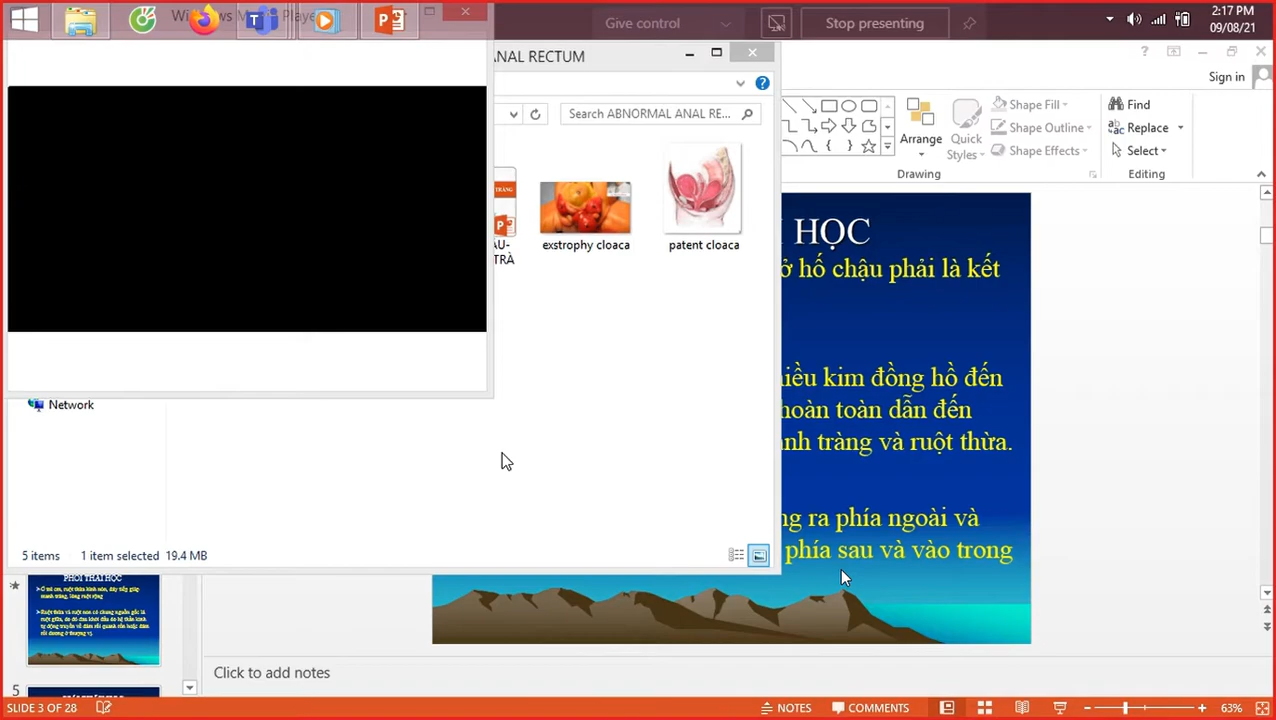 Give control
Stop presenting
2:17 PM
09/08/21
ANAL RECTUM
Sign in
Search ABNORMAL ANAL RE...
Arrange
Quick
Styles
Shape Fill
Shape Outline
Shape Effects
Drawing
Find
Replace
Select
Editing
exstrophy cloaca
patent cloaca
TRÀ
HỌC
ở hố chậu phải là kết
iều kim đồng hồ đến
hoàn toàn dẫn đến
nh tràng và ruột thừa.
ng ra phía ngoài và
phía sau và vào trong
Network
5 items
1 item selected
19.4 MB
PHÔI THAI HỌC
5
Click to add notes
SLIDE 3 OF 28
NOTES
COMMENTS
63%